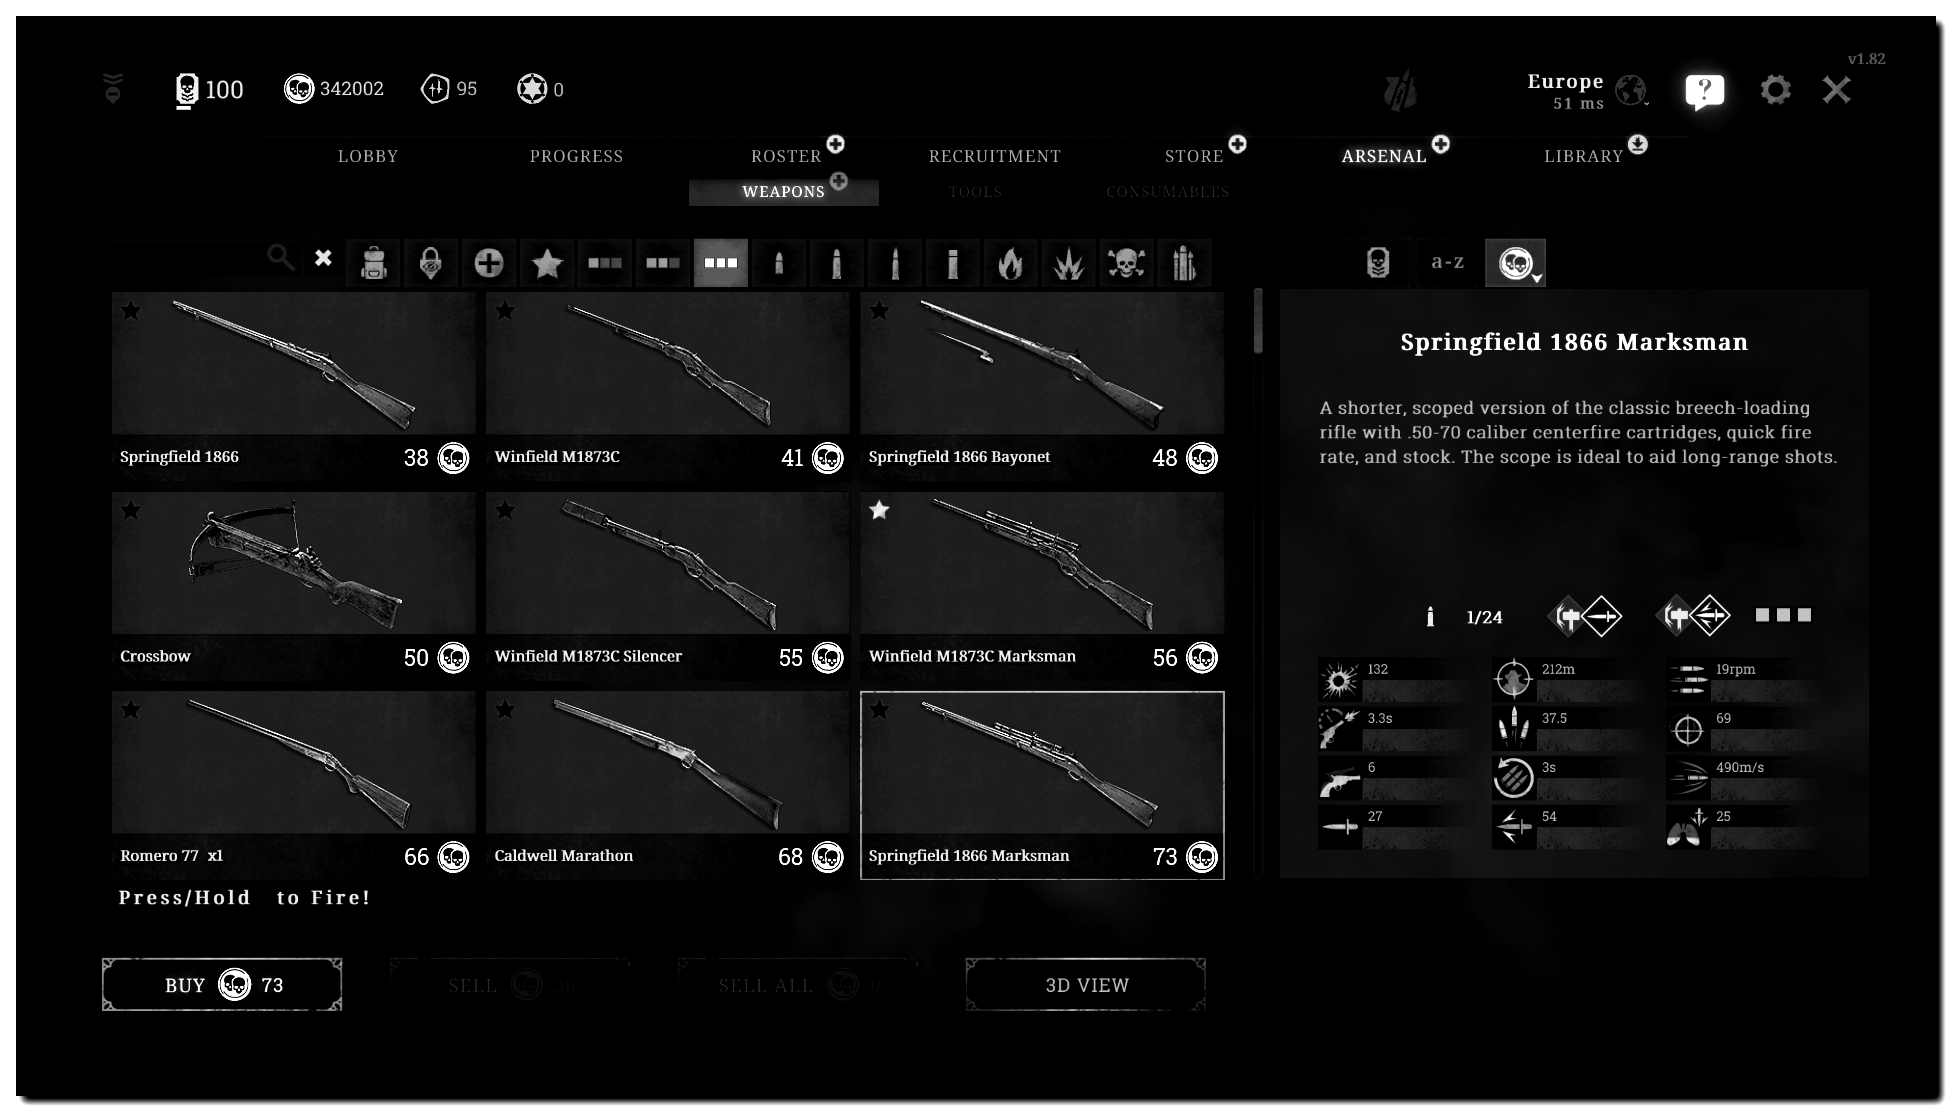 v1.82
100
342002
95
0
Europe
51 ms
?
LOBBY
PROGRESS
ROSTER
RECRUITMENT
STORE
ARSENAL
LIBRARY
WEAPONS
TOOLS
CONSUMABLES
a-z
Springfield 1866
38
Winfield M1873C
41
Springfield 1866 Bayonet
48
Crossbow
50
Winfield M1873C Silencer
55
Winfield M1873C Marksman
56
Romero 77 x1
66
Caldwell Marathon
68
Springfield 1866 Marksman
73
Press/Hold to Fire!
BUY 73
SELL 36
SELL ALL 0
3D VIEW
Springfield 1866 Marksman
A shorter, scoped version of the classic breech-loading
rifle with .50-70 caliber centerfire cartridges, quick fire
rate, and stock. The scope is ideal to aid long-range shots.
1/24
132
212m
19rpm
3.3s
37.5
69
6
3s
490m/s
27
54
25